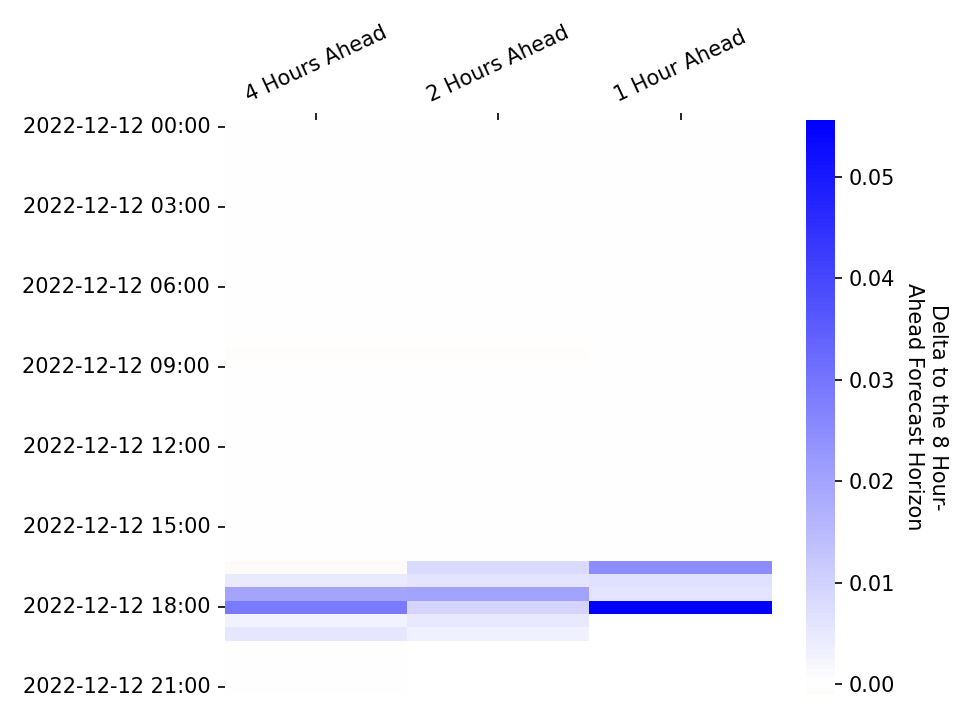 4 Hours Ahead
2 Hours Ahead
1 Hour Ahead
2022-12-12 00:00
2022-12-12 03:00
2022-12-12 06:00
2022-12-12 09:00
2022-12-12 12:00
2022-12-12 15:00
2022-12-12 18:00
2022-12-12 21:00
0.05
0.04
0.03
0.02
0.01
0.00
Delta to the 8 Hour-
Ahead Forecast Horizon